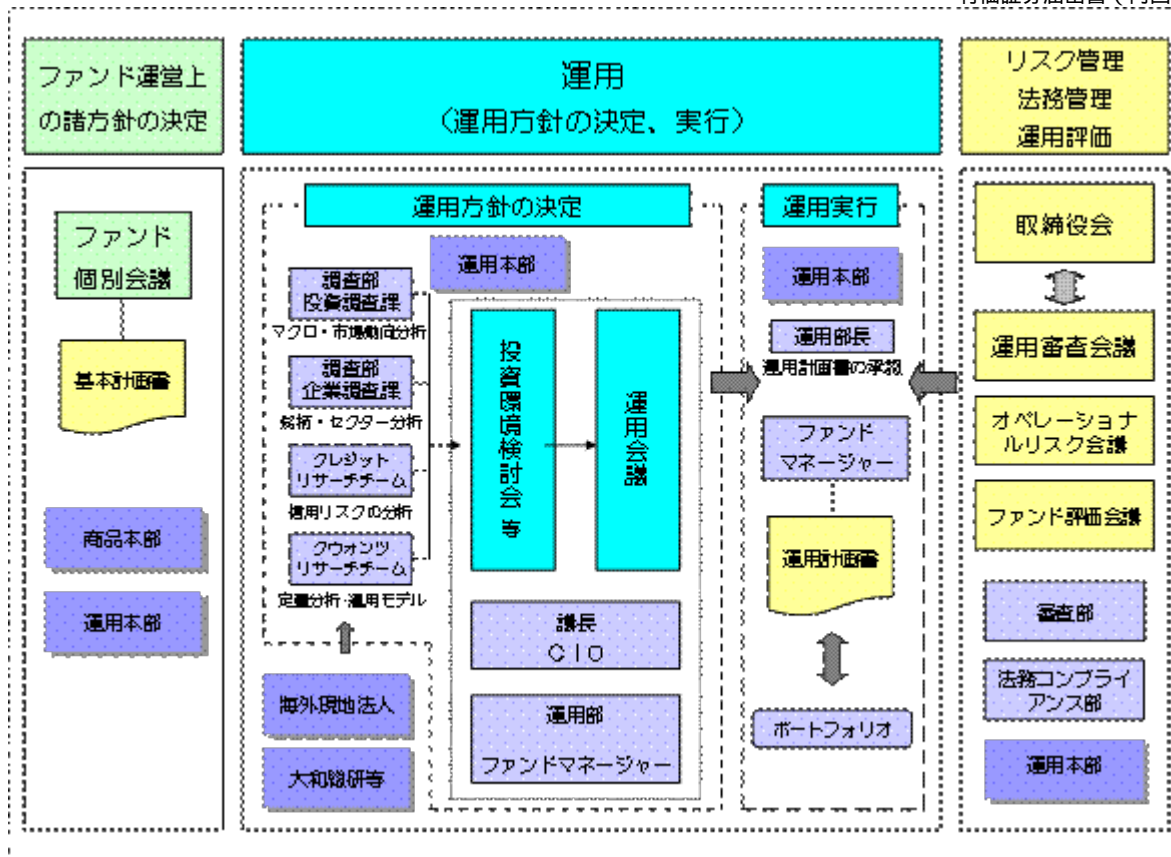 ファンド運営上
の諸方針の決定
運用
（運用方針の決定、実行）
リスク管理
法務管理
運用評価
ファンド
個別会議
基本計画書
商品本部
運用本部
運用方針の決定
運用本部
調査部
投資調査課
マクロ・市場動向分析
調査部
企業調査課
銘柄・セクター分析
クレジット
リサーチチーム
信用リスクの分析
クウォンツ
リサーチチーム
定量分析・運用モデル
海外現地法人
大和総研等
投資環境検討会 等
運用会議
議長
ＣＩＯ
運用部
ファンドマネージャー
運用実行
運用本部
運用部長
運用計画書の承認
ファンド
マネージャー
運用計画書
ポートフォリオ
取締役会
運用審査会議
オペレーショナ
ルリスク会議
ファンド評価会議
審査部
法務コンプライ
アンス部
運用本部